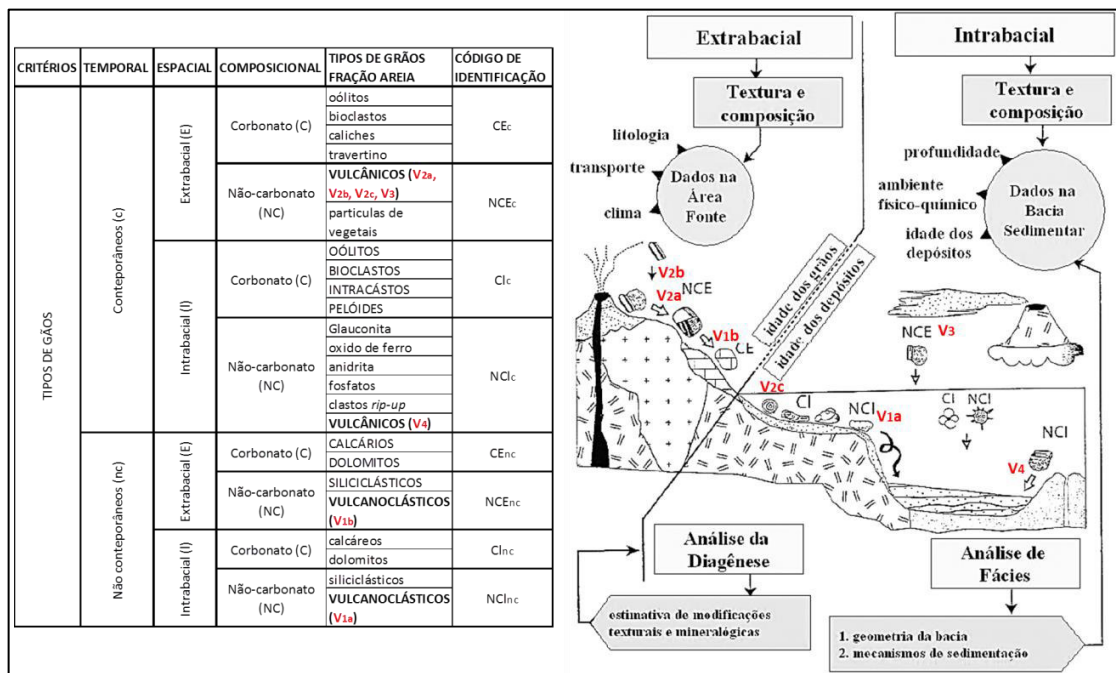 CRITÉRIOS TEMPORAL ESPACIAL COMPOSICIONAL TIPOS DE GRÃOS FRAÇÃO AREIA CÓDIGO DE IDENTIFICAÇÃO
TIPOS DE GÃOS
Conteporâneos (c)
Extrabacial (E)
Corbonato (C)
oólitos
bioclastos
caliches
travertino
CEc
Não-carbonato (NC)
VULCÂNICOS (V2a,
V2b, V2c, V3)
particulas de
vegetais
NCEc
Intrabacial (I)
Corbonato (C)
OÓLITOS
BIOCLASTOS
INTRACÁSTOS
PELÓIDES
CIc
Não-carbonato (NC)
Glauconita
oxido de ferro
anidrita
fosfatos
clastos rip-up
VULCÂNICOS (V4)
NCIc
Não conteporâneos (nc)
Extrabacial (E)
Corbonato (C)
CALCÁRIOS
DOLOMITOS
CEnc
Não-carbonato (NC)
SILICICLÁSTICOS
VULCANOCLÁSTICOS
(V1b)
NCEnc
Intrabacial (I)
Corbonato (C)
calcáreos
dolomitos
CInc
Não-carbonato (NC)
siliciclásticos
VULCANOCLÁSTICOS
(V1a)
NCInc
Extrabacial
Textura e
composição
litologia
transporte
clima
Dados na
Área
Fonte
Intrabacial
Textura e
composição
profundidade
ambiente
físico-químico
idade dos
depósitos
Dados na
Bacia
Sedimentar
idade dos grãos
idade dos depósitos
V2b
V2a
NCE
V1b
CE
V2c
CI
NCI
V1a
NCE V3
CI
NCI
NCI
V4
Análise da
Diagênese
estimativa de modificações
texturais e mineralógicas
Análise de
Fácies
1. geometria da bacia
2. mecanismos de sedimentação